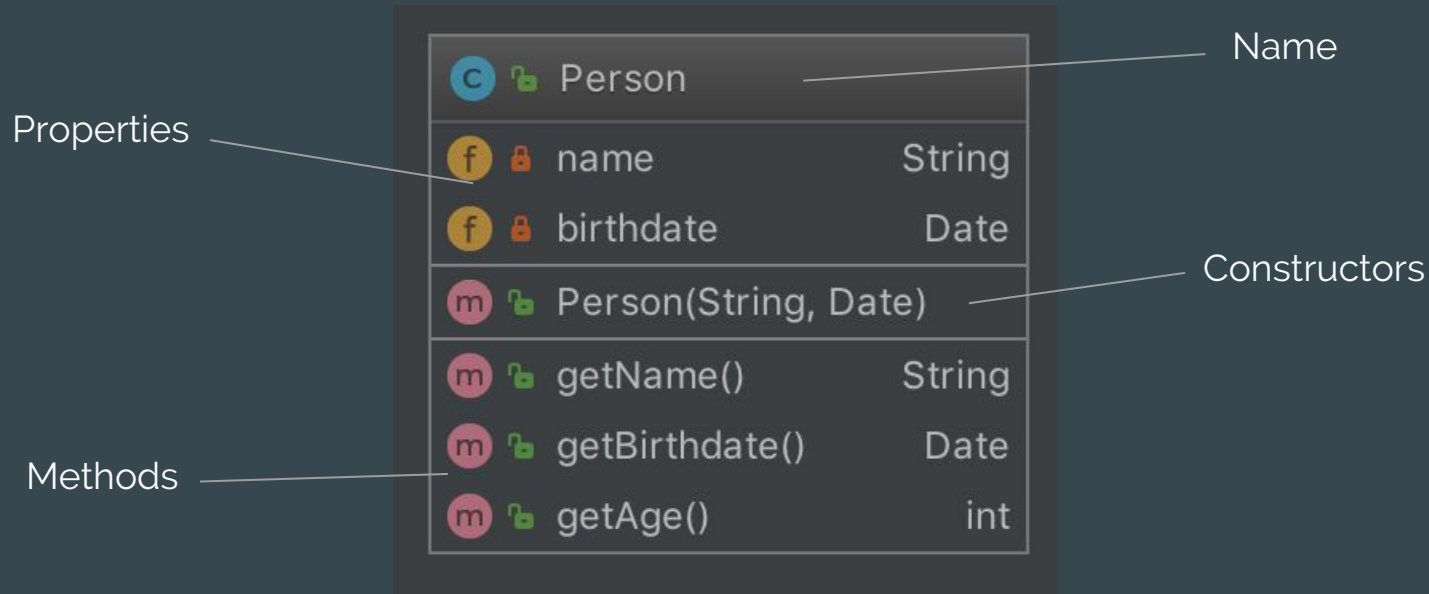 Name
C Person
Properties
f name String
f birthdate Date
Constructors
m Person(String, Date)
m getName() String
m getBirthdate() Date
Methods
m getAge() int